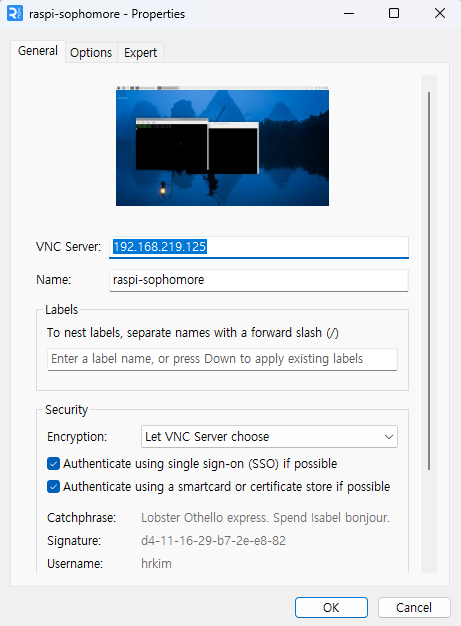 raspi-sophomore - Properties
General Options Expert
VNC Server: 192.168.219.125
Name: raspi-sophomore
Labels
To nest labels, separate names with a forward slash (/)
Enter a label name, or press Down to apply existing labels
Security
Encryption: Let VNC Server choose
Authenticate using single sign-on (SSO) if possible
Authenticate using a smartcard or certificate store if possible
Catchphrase: Lobster Othello express. Spend Isabel bonjour.
Signature: d4-11-16-29-b7-2e-e8-82
Username: hrkim
OK Cancel